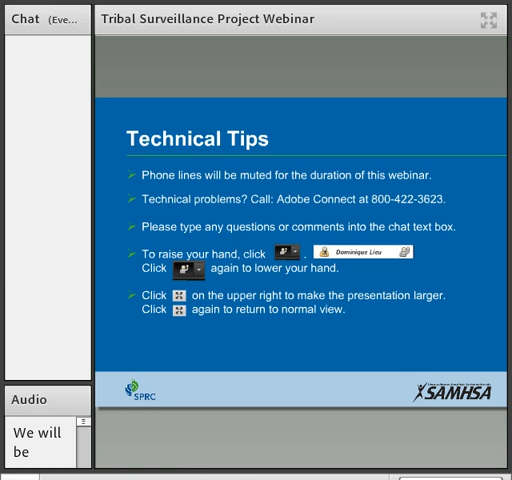 Chat (Eve...
Tribal Surveillance Project Webinar
Technical Tips
Phone lines will be muted for the duration of this webinar.
Technical problems? Call: Adobe Connect at 800-422-3623.
Please type any questions or comments into the chat text box.
To raise your hand, click . Dominique Lieu
Click again to lower your hand.
Click on the upper right to make the presentation larger.
Click again to return to normal view.
SPRC
SAMHSA
Audio
We will
be